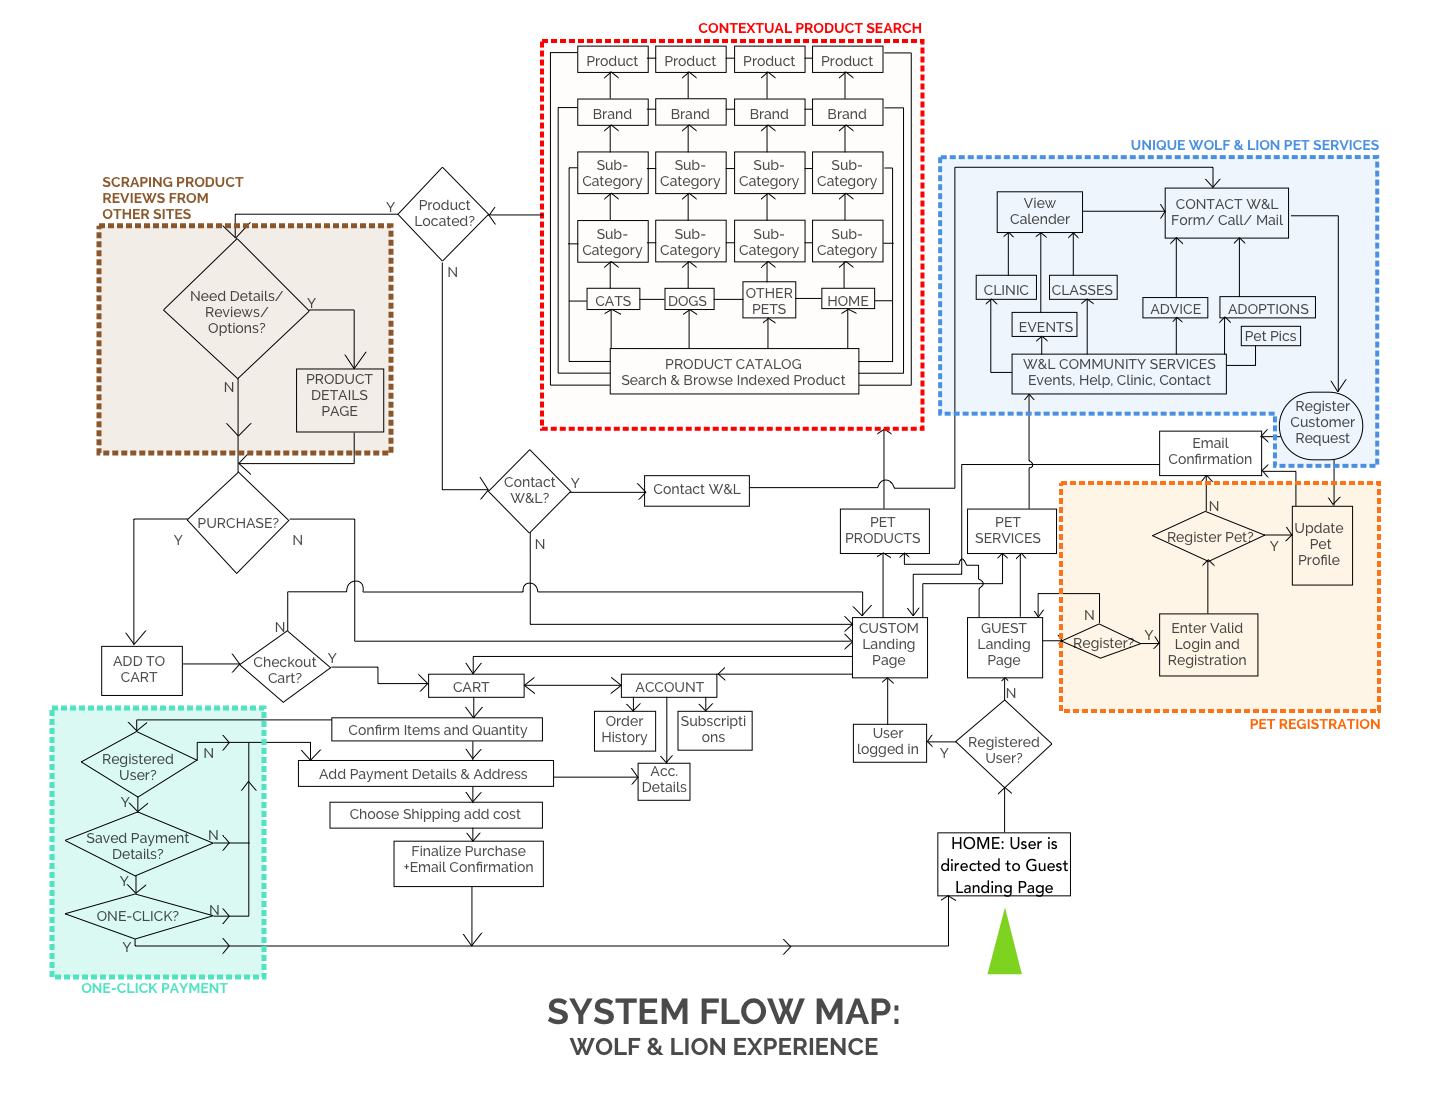 CONTEXTUAL PRODUCT SEARCH
Product
Product
Product
Product
Brand
Brand
Brand
Brand
Sub-
Category
Sub-
Category
Sub-
Category
Sub-
Category
Sub-
Category
Sub-
Category
Sub-
Category
Sub-
Category
CATS
DOGS
OTHER
PETS
HOME
PRODUCT CATALOG
Search & Browse Indexed Product
UNIQUE WOLF & LION PET SERVICES
View
Calender
CONTACT W&L
Form/ Call/ Mail
CLINIC
CLASSES
EVENTS
ADVICE
ADOPTIONS
Pet Pics
W&L COMMUNITY SERVICES
Events, Help, Clinic, Contact
Register
Customer
Request
Email
Confirmation
SCRAPING PRODUCT
REVIEWS FROM
OTHER SITES
Y
Product
Located?
N
Need Details/
Reviews/
Options?
Y
N
PRODUCT
DETAILS
PAGE
Contact
W&L?
Y
N
Contact W&L
PURCHASE?
Y
N
PET
PRODUCTS
PET
SERVICES
N
Register Pet?
Y
Update
Pet
Profile
N
Register?
Y
Enter Valid
Login and
Registration
PET REGISTRATION
CUSTOM
Landing
Page
GUEST
Landing
Page
ADD TO
CART
N
Checkout
Cart?
Y
CART
ACCOUNT
Order
History
Subscripti
ons
Acc.
Details
Confirm Items and Quantity
Add Payment Details & Address
Choose Shipping add cost
Finalize Purchase
+Email Confirmation
User
logged in
N
Y
Registered
User?
HOME: User is
directed to Guest
Landing Page
Registered
User?
N
Y
Saved Payment
Details?
N
Y
ONE-CLICK?
N
Y
ONE-CLICK PAYMENT
SYSTEM FLOW MAP:
WOLF & LION EXPERIENCE